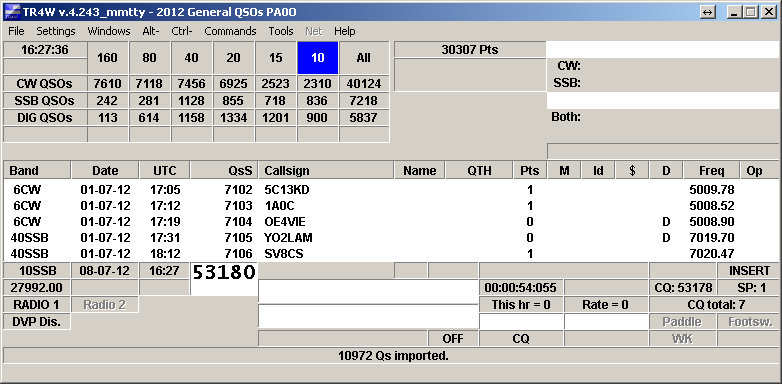 TR4W v.4.243_mmtty - 2012 General QSOs PA0O
File Settings Windows Alt- Ctrl- Commands Tools Net Help
16:27:36 160 80 40 20 15 10 All 30307 Pts
CW:
CW QSOs 7610 7118 7456 6925 2523 2310 40124 SSB:
SSB QSOs 242 281 1128 855 718 836 7218
DIG QSOs 113 614 1158 1334 1201 900 5837 Both:
Band Date UTC QsS Callsign Name QTH Pts M Id $ D Freq Op
6CW 01-07-12 17:05 7102 5C13KD 1 5009.78
6CW 01-07-12 17:12 7103 1A0C 1 5008.52
6CW 01-07-12 17:19 7104 OE4VIE 0 D 5008.90
40SSB 01-07-12 17:31 7105 YO2LAM 0 D 7019.70
40SSB 01-07-12 18:12 7106 SV8CS 1 7020.47
10SSB 08-07-12 16:27 53180 INSERT
27992.00 00:00:54:055 CQ: 53178 SP: 1
RADIO 1 Radio 2 This hr = 0 Rate = 0 CQ total: 7
DVP Dis. Paddle Footsw.
OFF CQ WK
10972 Qs imported.